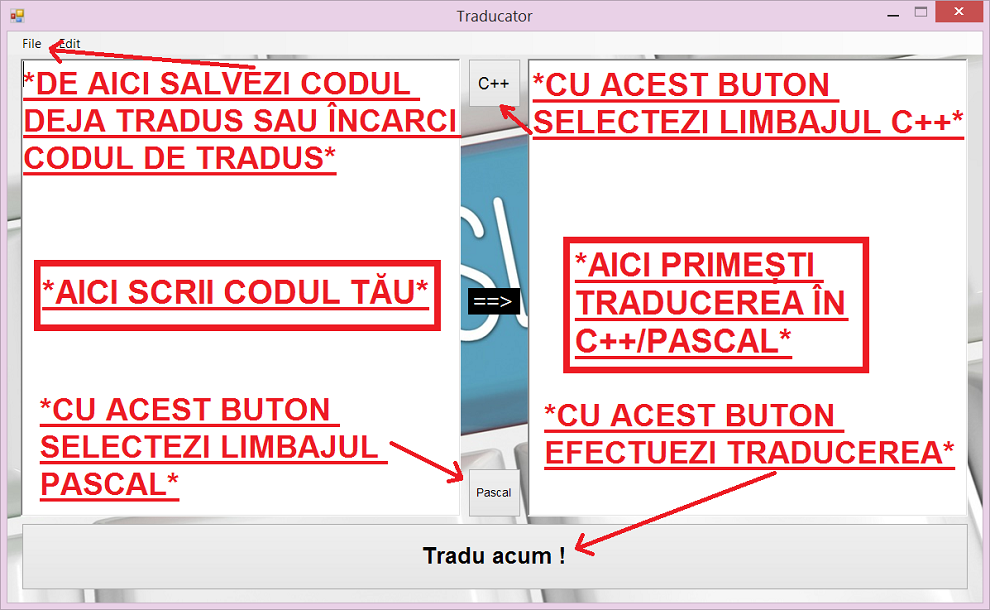 Traducator
File Edit
*DE AICI SALVEZI CODUL
DEJA TRADUS SAU ÎNCARCI
CODUL DE TRADUS*
C++
*CU ACEST BUTON
SELECTEZI LIMBAJUL C++*
*AICI SCRII CODUL TĂU*
==>
*AICI PRIMEȘTI
TRADUCEREA ÎN
C++/PASCAL*
*CU ACEST BUTON
SELECTEZI LIMBAJUL
PASCAL*
Pascal
*CU ACEST BUTON
EFECTUEZI TRADUCEREA*
Tradu acum !